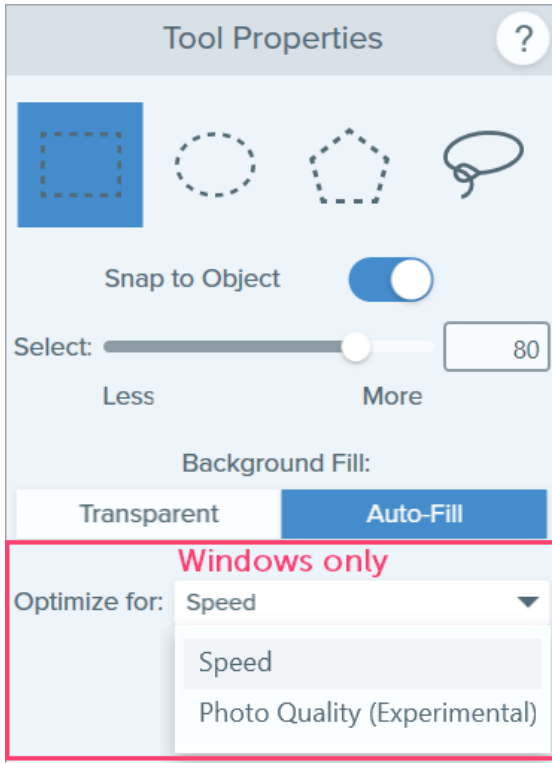 Tool Properties ?
Snap to Object
Select: 80
Less More
Background Fill:
Transparent Auto-Fill
Windows only
Optimize for: Speed
Speed
Photo Quality (Experimental)